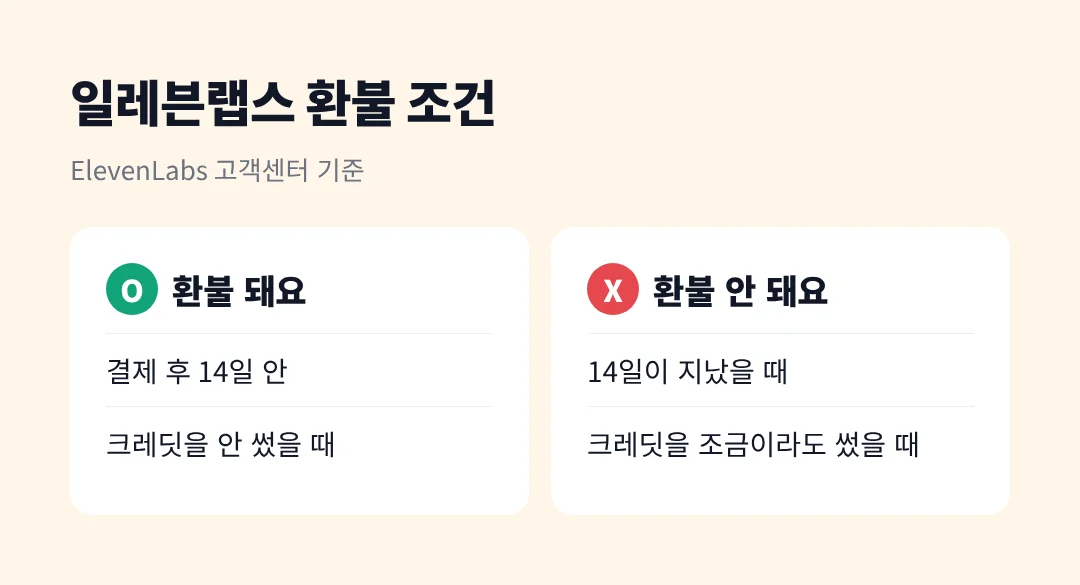 일레븐랩스 환불 조건
ElevenLabs 고객센터 기준
O 환불 돼요
결제 후 14일 안
크레딧을 안 썼을 때
X 환불 안 돼요
14일이 지났을 때
크레딧을 조금이라도 썼을 때